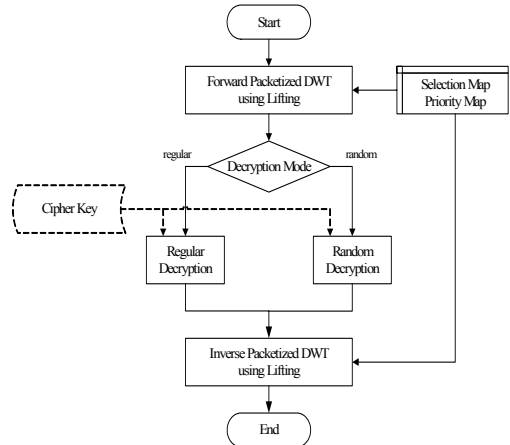 Start
Forward Packetized DWT
using Lifting
Selection Map
Priority Map
regular
Decryption Mode
random
Cipher Key
Regular
Decryption
Random
Decryption
Inverse Packetized DWT
using Lifting
End